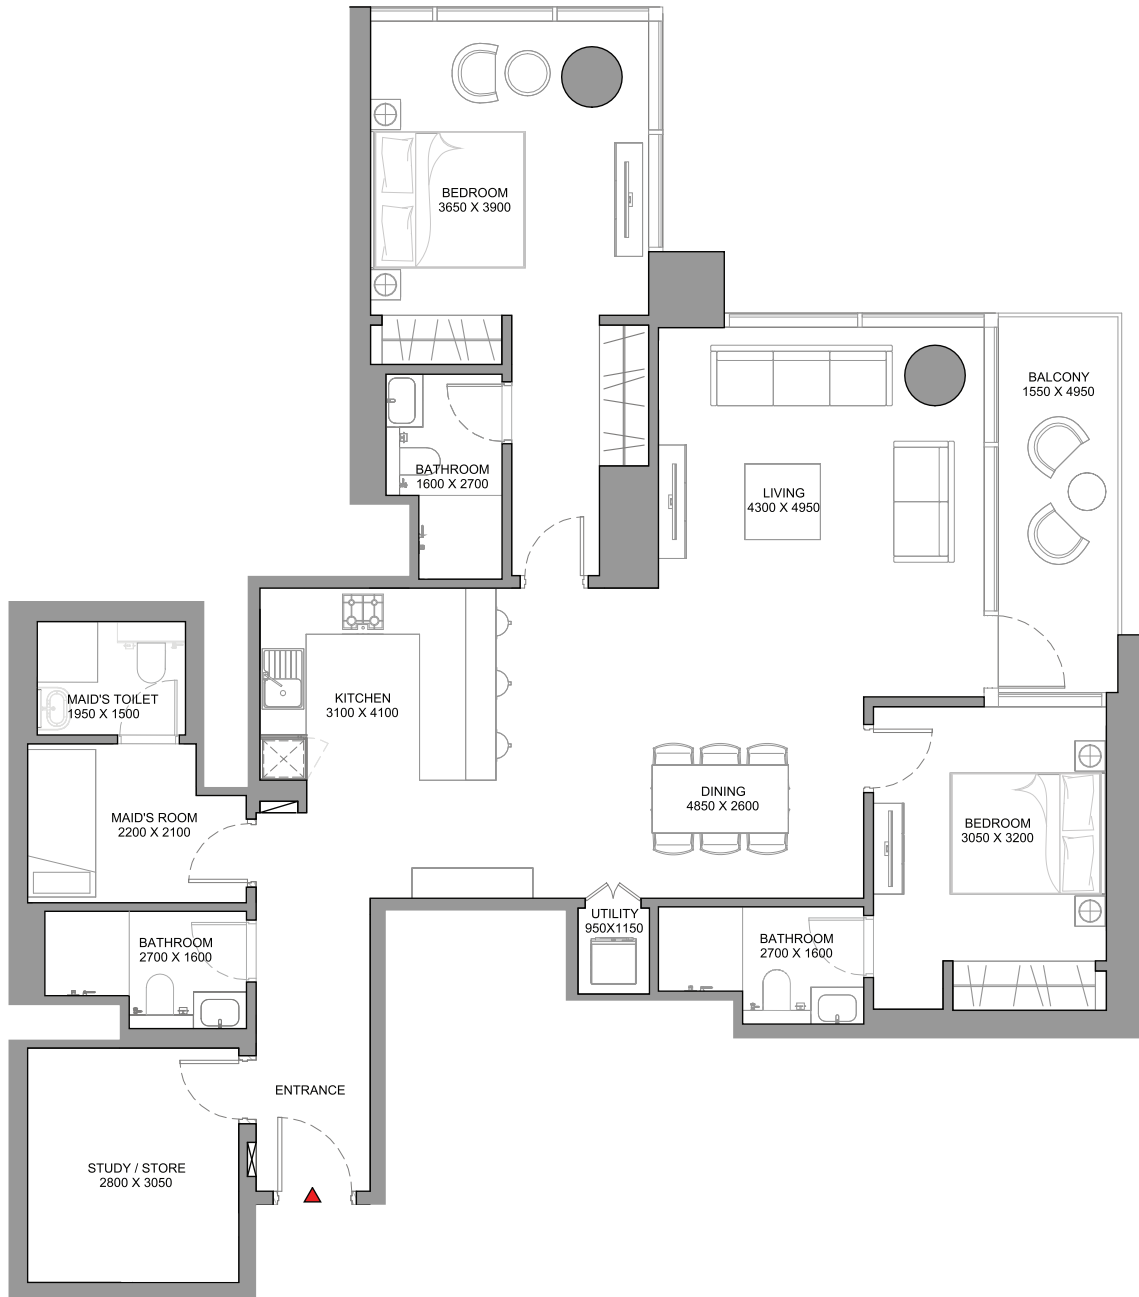 BEDROOM
3650 X 3900
BALCONY
1550 X 4950
BATHROOM
1600 X 2700
LIVING
4300 X 4950
MAID'S TOILET
1950 X 1500
KITCHEN
3100 X 4100
DINING
4850 X 2600
MAID'S ROOM
2200 X 2100
BEDROOM
3050 X 3200
UTILITY
950X1150
BATHROOM
2700 X 1600
BATHROOM
2700 X 1600
ENTRANCE
STUDY / STORE
2800 X 3050